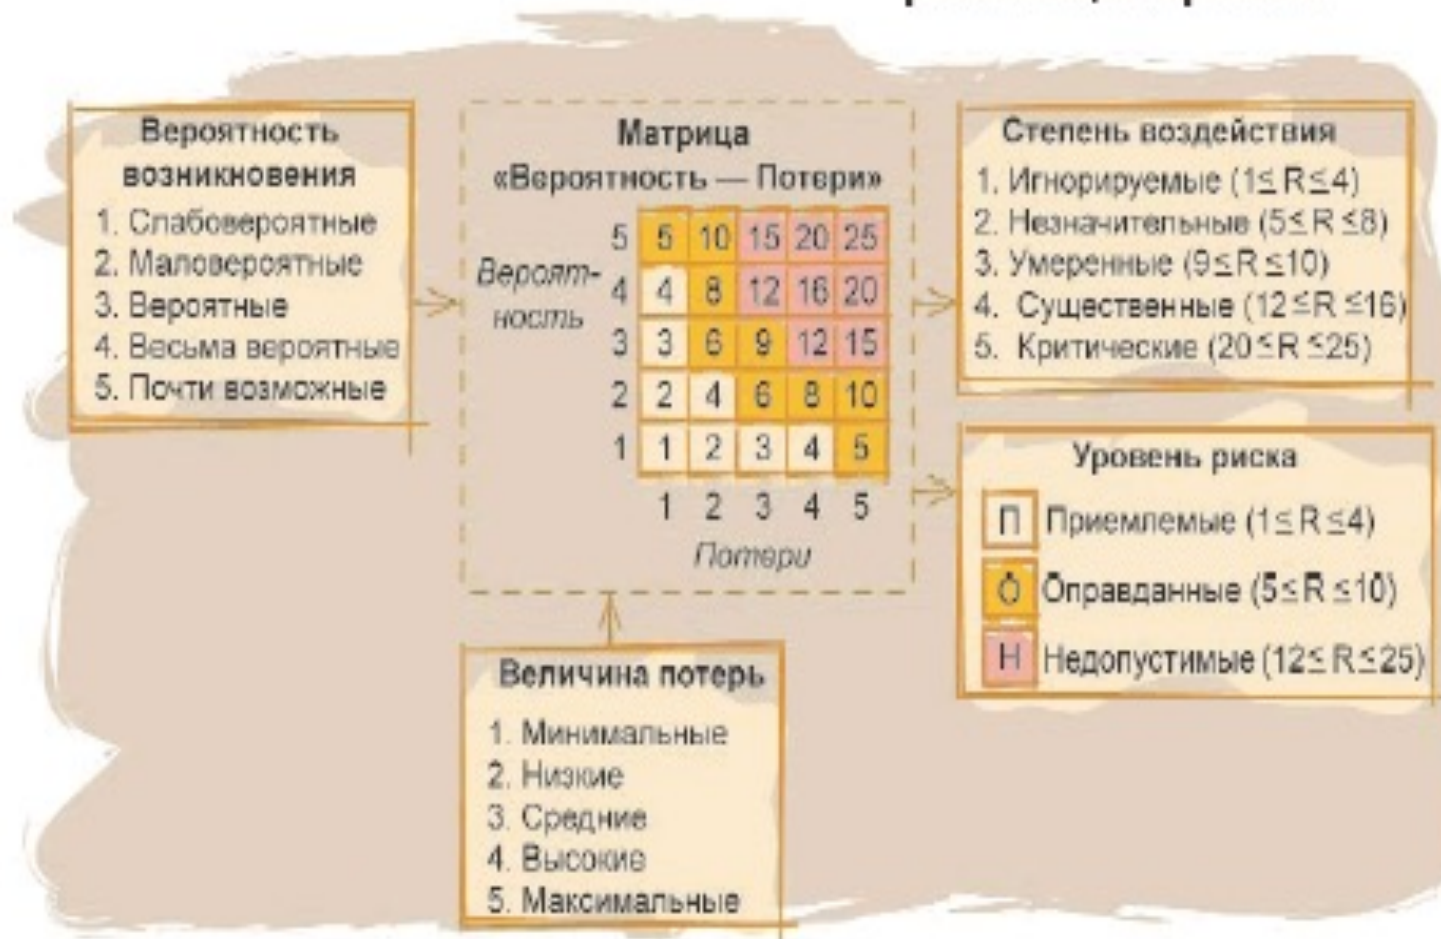 Вероятность
возникновения
1. Слабовероятные
2. Маловероятные
3. Вероятные
4. Весьма вероятные
5. Почти возможные
Матрица
«Вероятность — Потери»
Вероят-
ность
5 5 10 15 20 25
4 4 8 12 16 20
3 3 6 9 12 15
2 2 4 6 8 10
1 1 2 3 4 5
1 2 3 4 5
Потери
Величина потерь
1. Минимальные
2. Низкие
3. Средние
4. Высокие
5. Максимальные
Степень воздействия
1. Игнорируемые (1≤ R ≤4)
2. Незначительные (5≤ R ≤8)
3. Умеренные (9≤ R ≤10)
4. Существенные (12 ≤R ≤16)
5. Критические (20 ≤R ≤25)
Уровень риска
П Приемлемые (1≤ R ≤4)
О Оправданные (5≤ R ≤10)
Н Недопустимые (12≤ R ≤25)